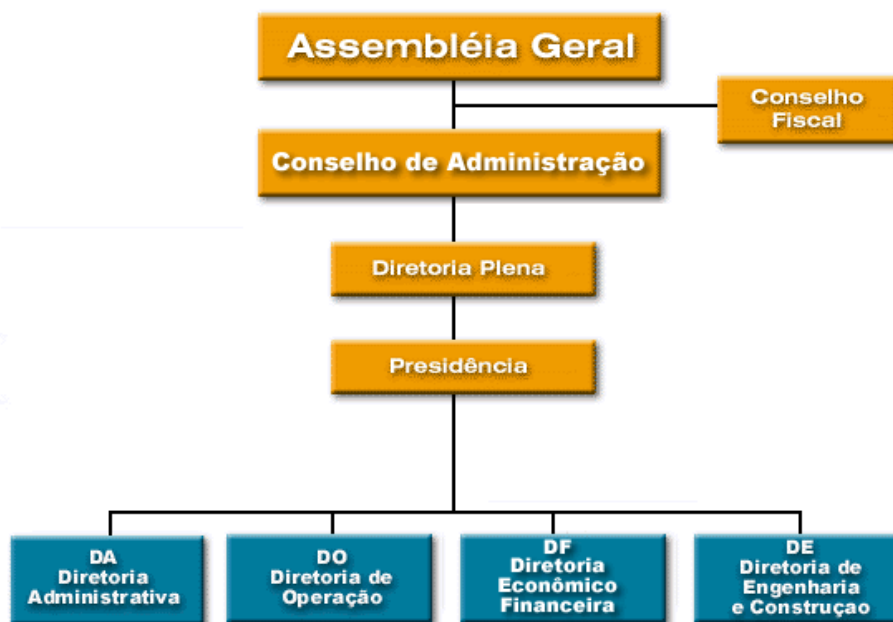 Assembléia Geral
Conselho
Fiscal
Conselho de Administração
Diretoria Plena
Presidência
DA
Diretoria
Administrativa
DO
Diretoria de
Operação
DF
Diretoria
Econômico
Financeira
DE
Diretoria de
Engenharia
e Construçao